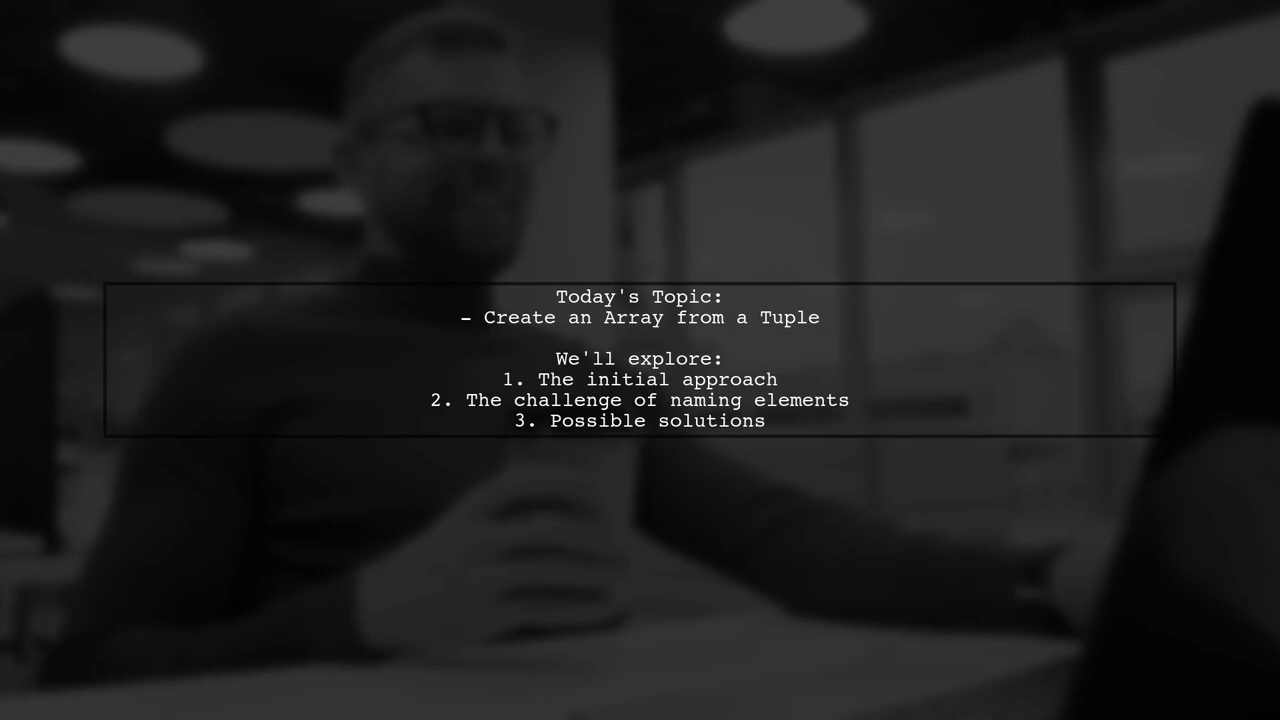 Today's Topic:
– Create an Array from a Tuple
We'll explore:
1. The initial approach
2. The challenge of naming elements
3. Possible solutions